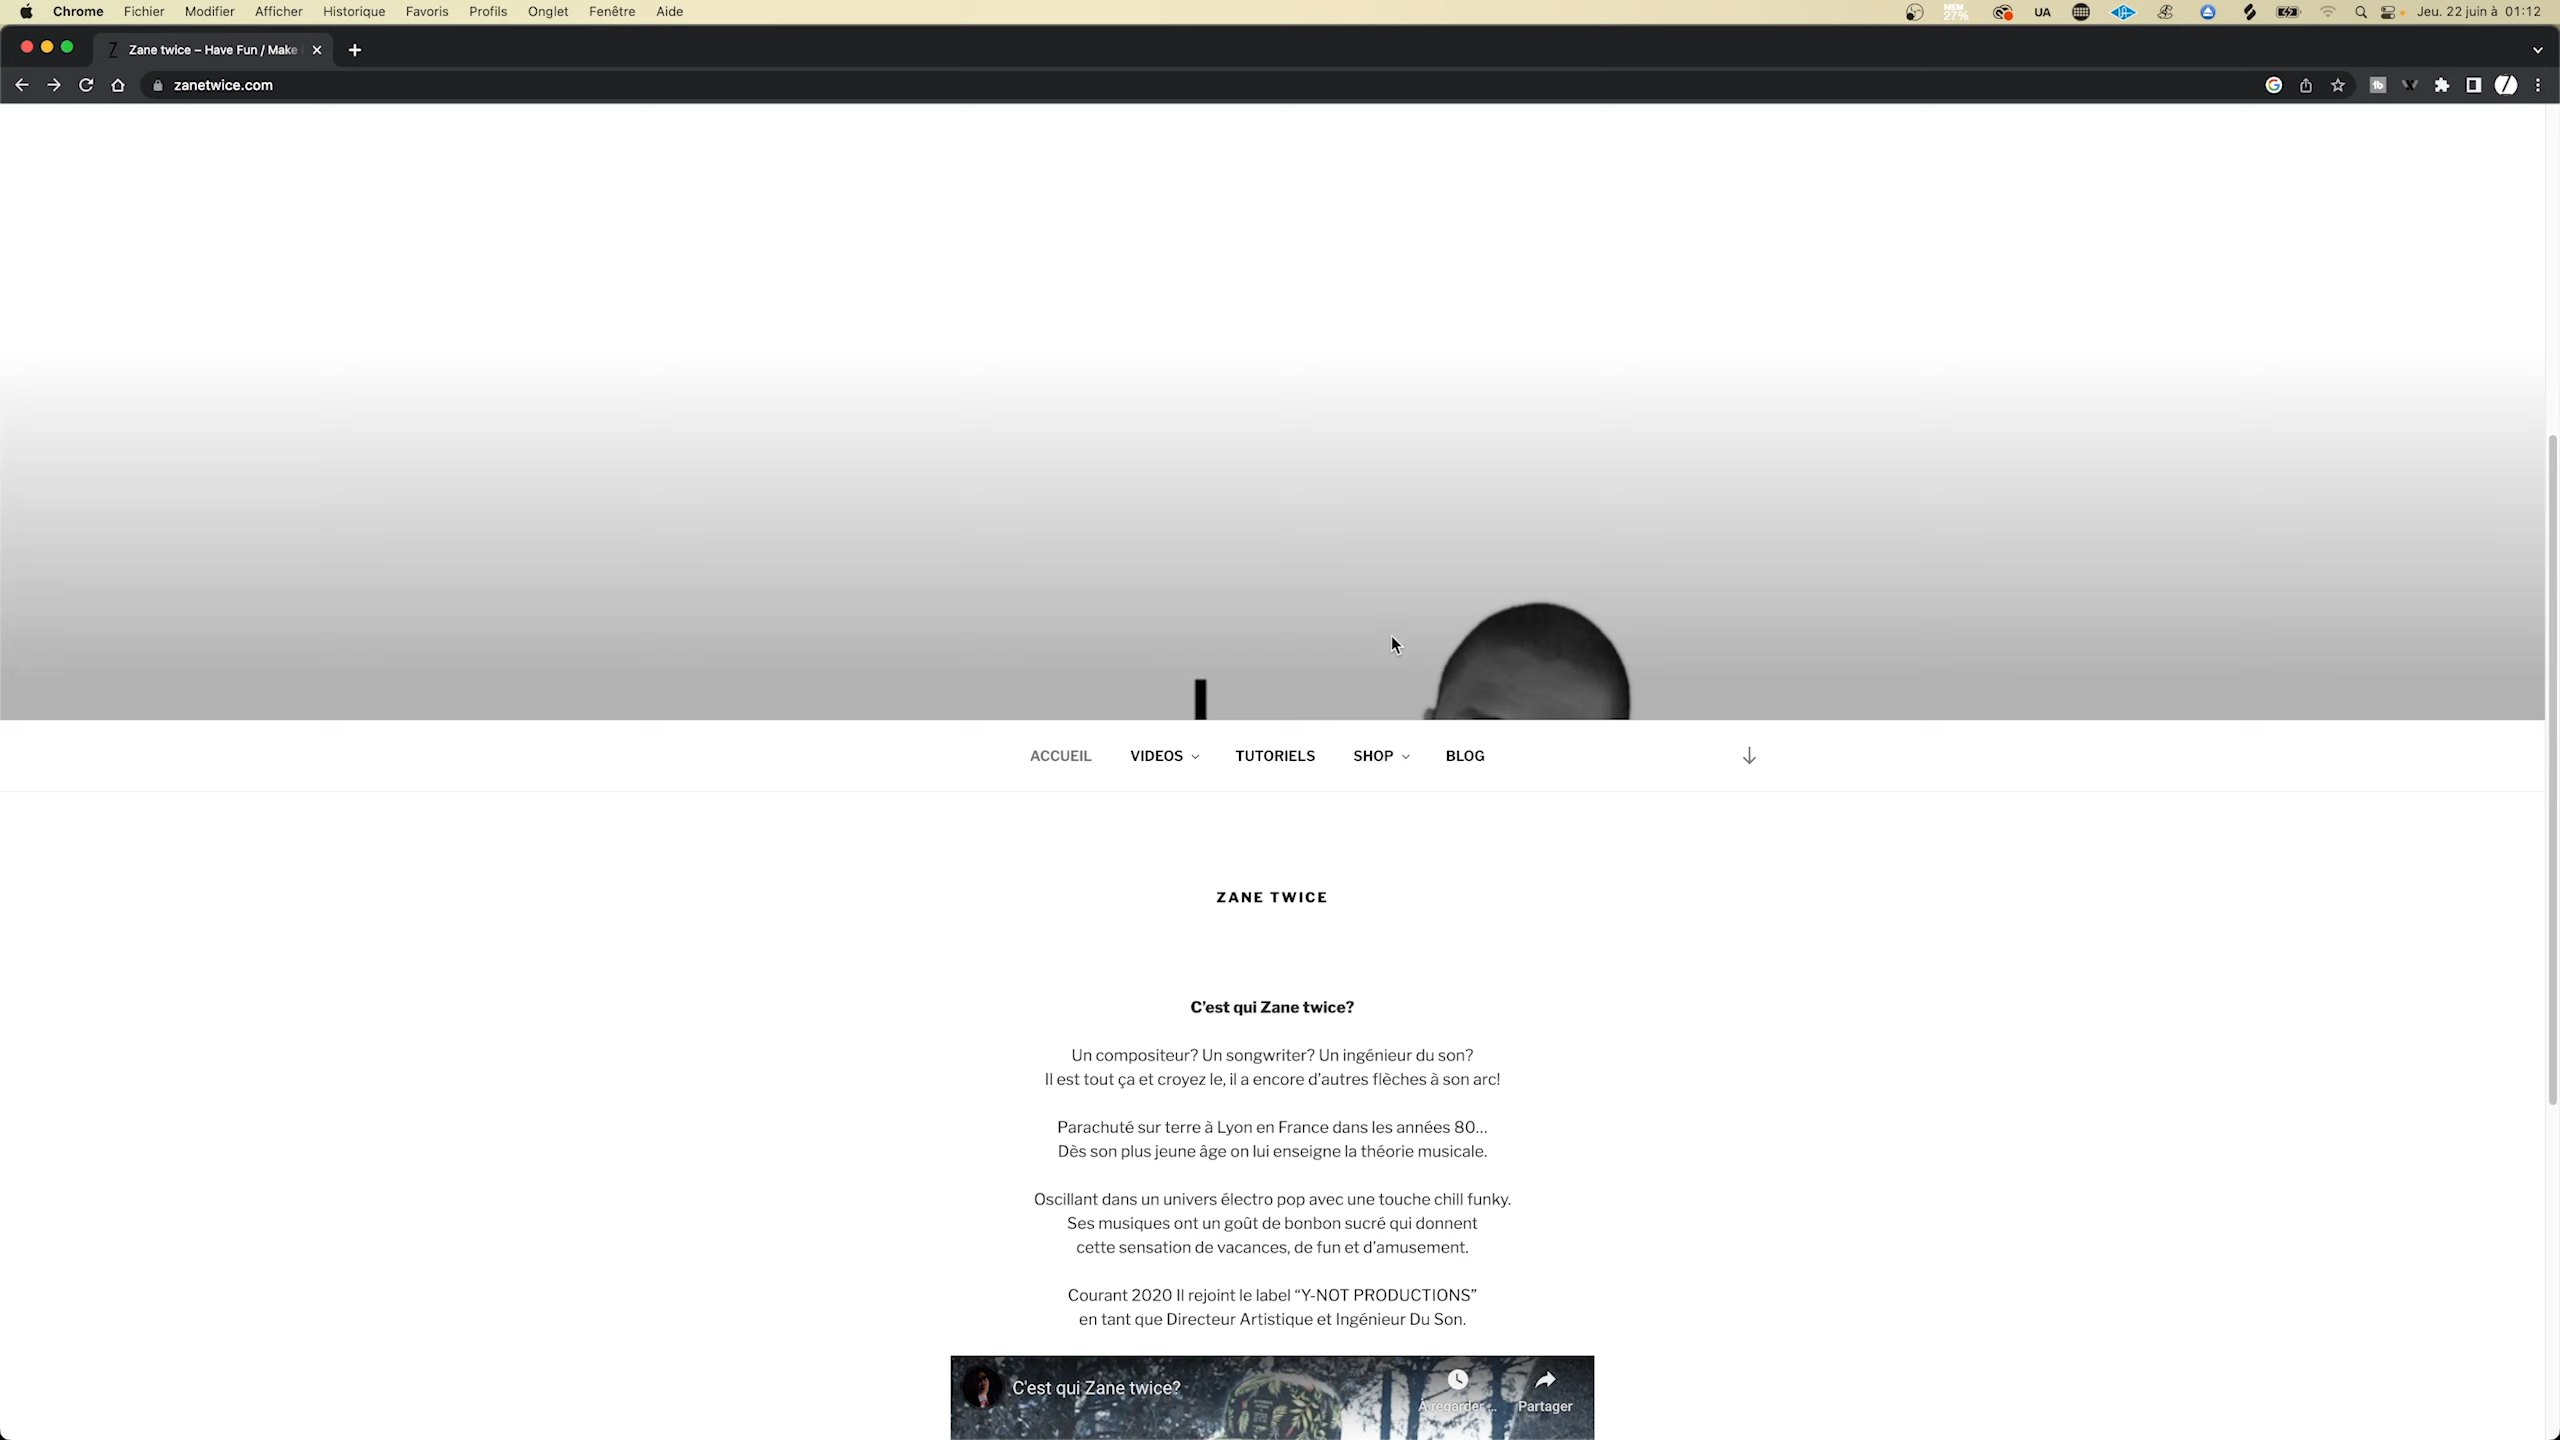 Chrome Fichier Modifier Afficher Historique Favoris Profils Onglet Fenêtre Aide
MEM 27% UA Jeu. 22 juin à 01:12
Zane twice – Have Fun / Make
zanetwice.com
ACCUEIL VIDEOS TUTORIELS SHOP BLOG
ZANE TWICE
C’est qui Zane twice?
Un compositeur? Un songwriter? Un ingénieur du son?
Il est tout ça et croyez le, il a encore d’autres flèches à son arc!
Parachuté sur terre à Lyon en France dans les années 80…
Dès son plus jeune âge on lui enseigne la théorie musicale.
Oscillant dans un univers électro pop avec une touche chill funky.
Ses musiques ont un goût de bonbon sucré qui donnent
cette sensation de vacances, de fun et d’amusement.
Courant 2020 Il rejoint le label “Y-NOT PRODUCTIONS”
en tant que Directeur Artistique et Ingénieur Du Son.
C'est qui Zane twice?
À regarder ... Partager